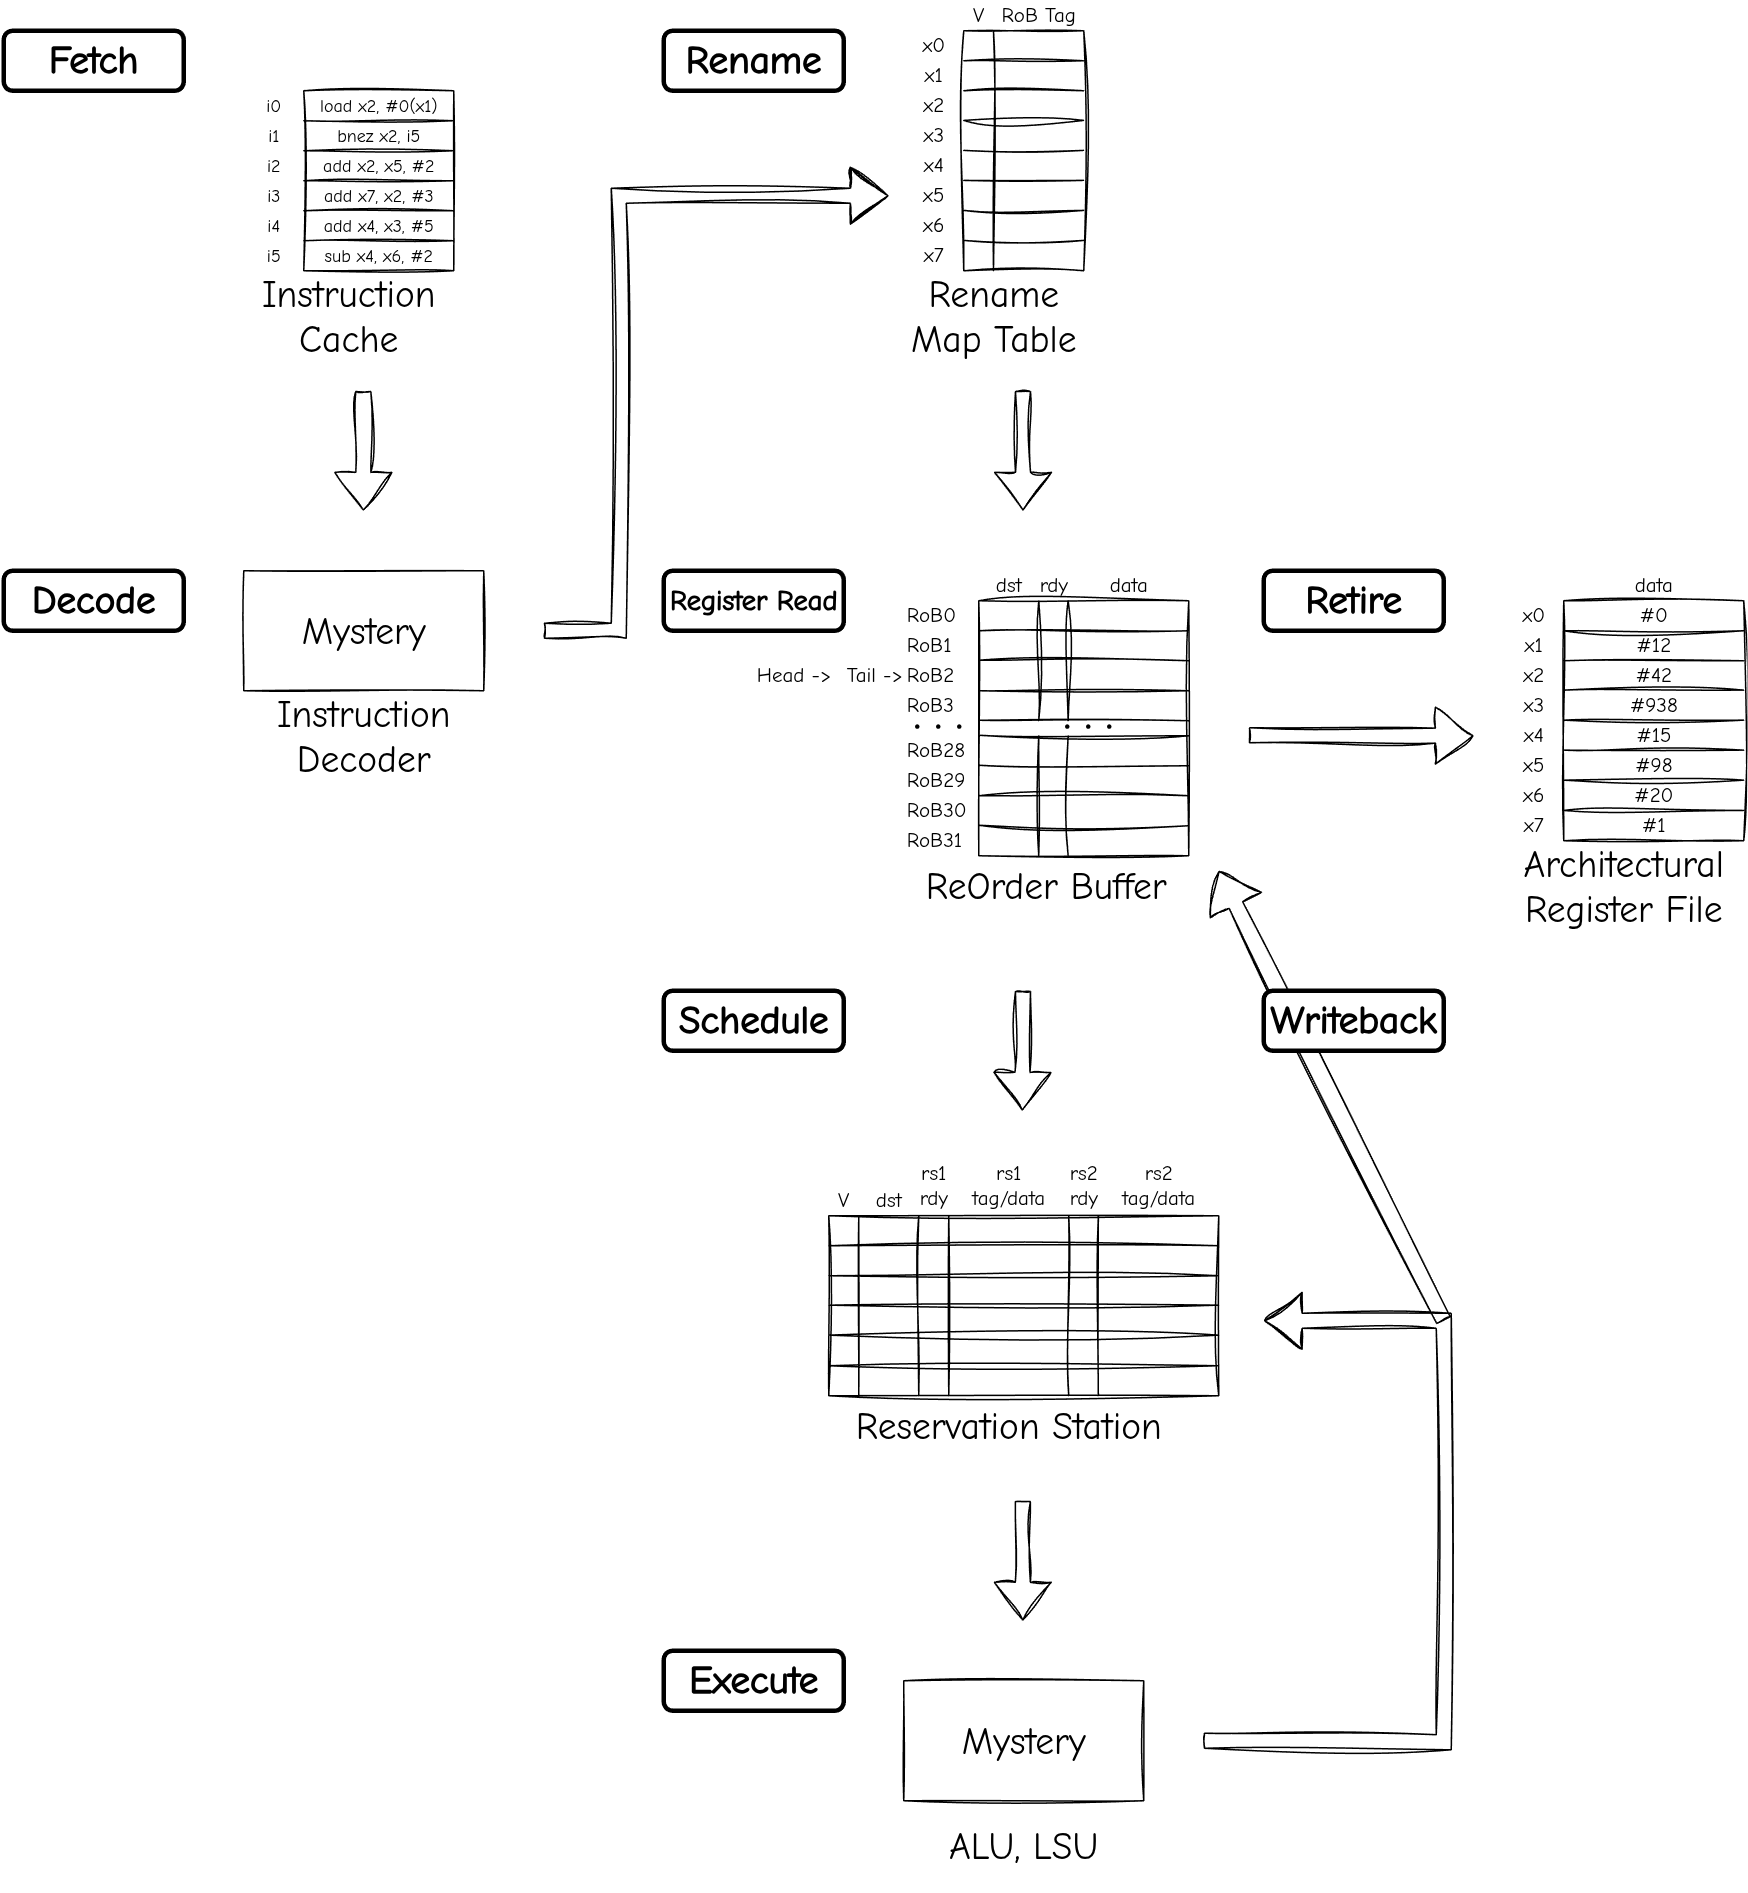 Fetch
i0 load x2, #0(x1)
i1 bnez x2, i5
i2 add x2, x5, #2
i3 add x7, x2, #3
i4 add x4, x3, #5
i5 sub x4, x6, #2
Instruction
Cache
Decode
Mystery
Instruction
Decoder
Rename
V RoB Tag
x0
x1
x2
x3
x4
x5
x6
x7
Rename
Map Table
Register Read
dst rdy data
RoB0
RoB1
Head -> Tail -> RoB2
RoB3
. . . . . .
RoB28
RoB29
RoB30
RoB31
ReOrder Buffer
Retire
data
x0 #0
x1 #12
x2 #42
x3 #938
x4 #15
x5 #98
x6 #20
x7 #1
Architectural
Register File
Schedule
Writeback
rs1 rs1 rs2 rs2
V dst rdy tag/data rdy tag/data
Reservation Station
Execute
Mystery
ALU, LSU